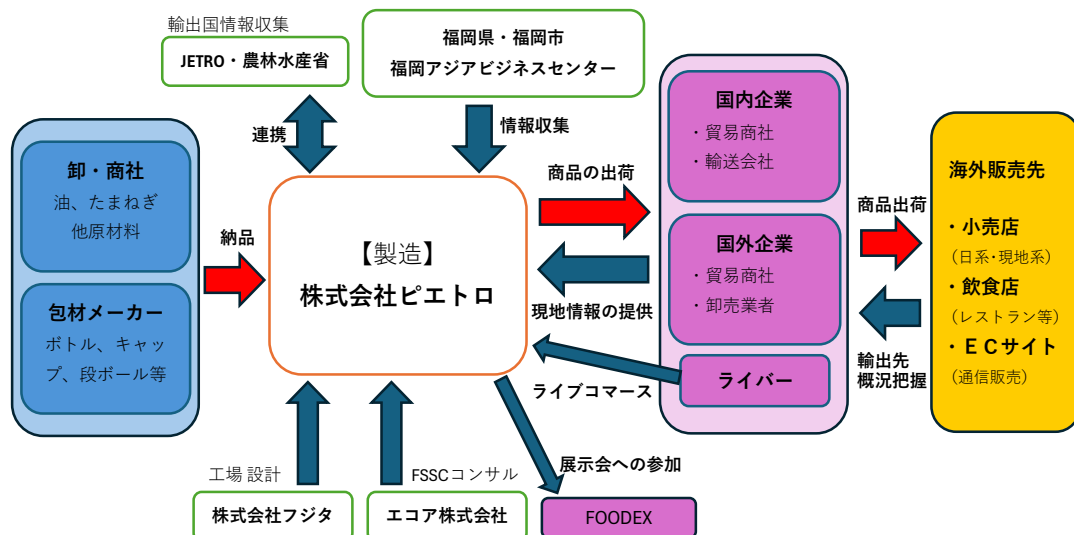 輸出国情報収集
JETRO・農林水産省
連携
福岡県・福岡市
福岡アジアビジネスセンター
情報収集
卸・商社
油、たまねぎ
他原材料
包材メーカー
ボトル、キャッ
プ、段ボール等
納品
【製造】
株式会社ピエトロ
商品の出荷
現地情報の提供
ライブコマース
国内企業
・貿易商社
・輸送会社
国外企業
・貿易商社
・卸売業者
ライバー
商品出荷
輸出先
概況把握
海外販売先
・小売店
（日系･現地系）
・飲食店
（レストラン等）
・ＥＣサイト
（通信販売）
工場 設計
株式会社フジタ
FSSCコンサル
エコア株式会社
展示会への参加
FOODEX